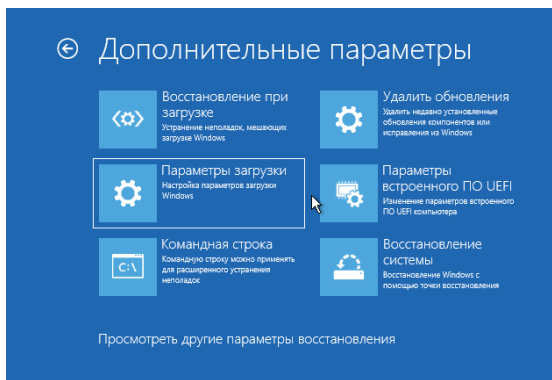 Дополнительные параметры
Восстановление при
загрузке
Устранение неполадок, мешающих
загрузке Windows
Удалить обновления
Удалить недавно установленные
обновления компонентов или
исправления из Windows
Параметры загрузки
Настройка параметров загрузки
Windows
Параметры
встроенного ПО UEFI
Изменение параметров встроенного
ПО UEFI компьютера
C:\
Командная строка
Командную строку можно применять
для расширенного устранения
неполадок
Восстановление
системы
Восстановление Windows с
помощью точки восстановления
Просмотреть другие параметры восстановления